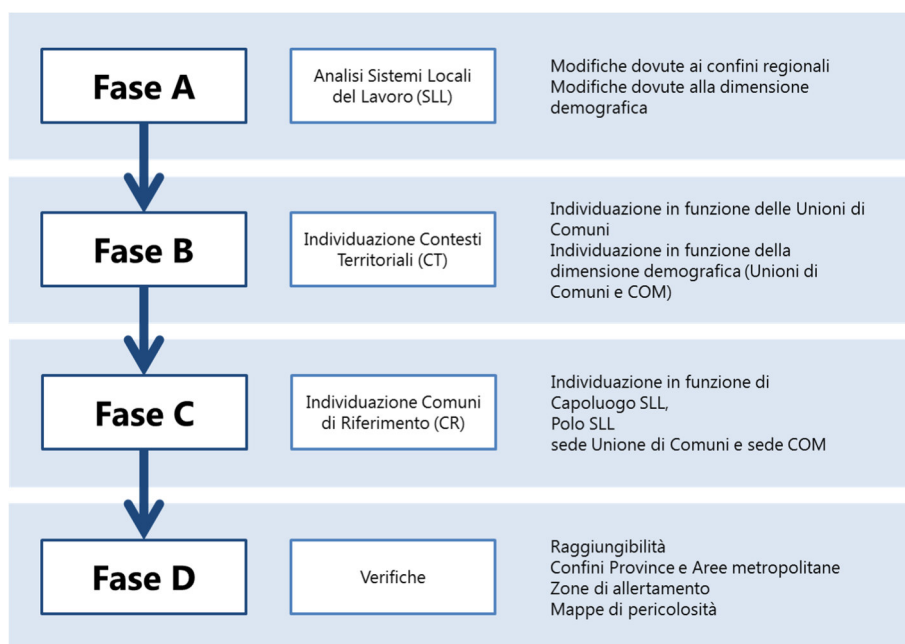 Fase A
Analisi Sistemi Locali
del Lavoro (SLL)
Modifiche dovute ai confini regionali
Modifiche dovute alla dimensione
demografica
Fase B
Individuazione Contesti
Territoriali (CT)
Individuazione in funzione delle Unioni di
Comuni
Individuazione in funzione della
dimensione demografica (Unioni di
Comuni e COM)
Fase C
Individuazione Comuni
di Riferimento (CR)
Individuazione in funzione di
Capoluogo SLL,
Polo SLL
sede Unione di Comuni e sede COM
Fase D
Verifiche
Raggiungibilità
Confini Province e Aree metropolitane
Zone di allertamento
Mappe di pericolosità